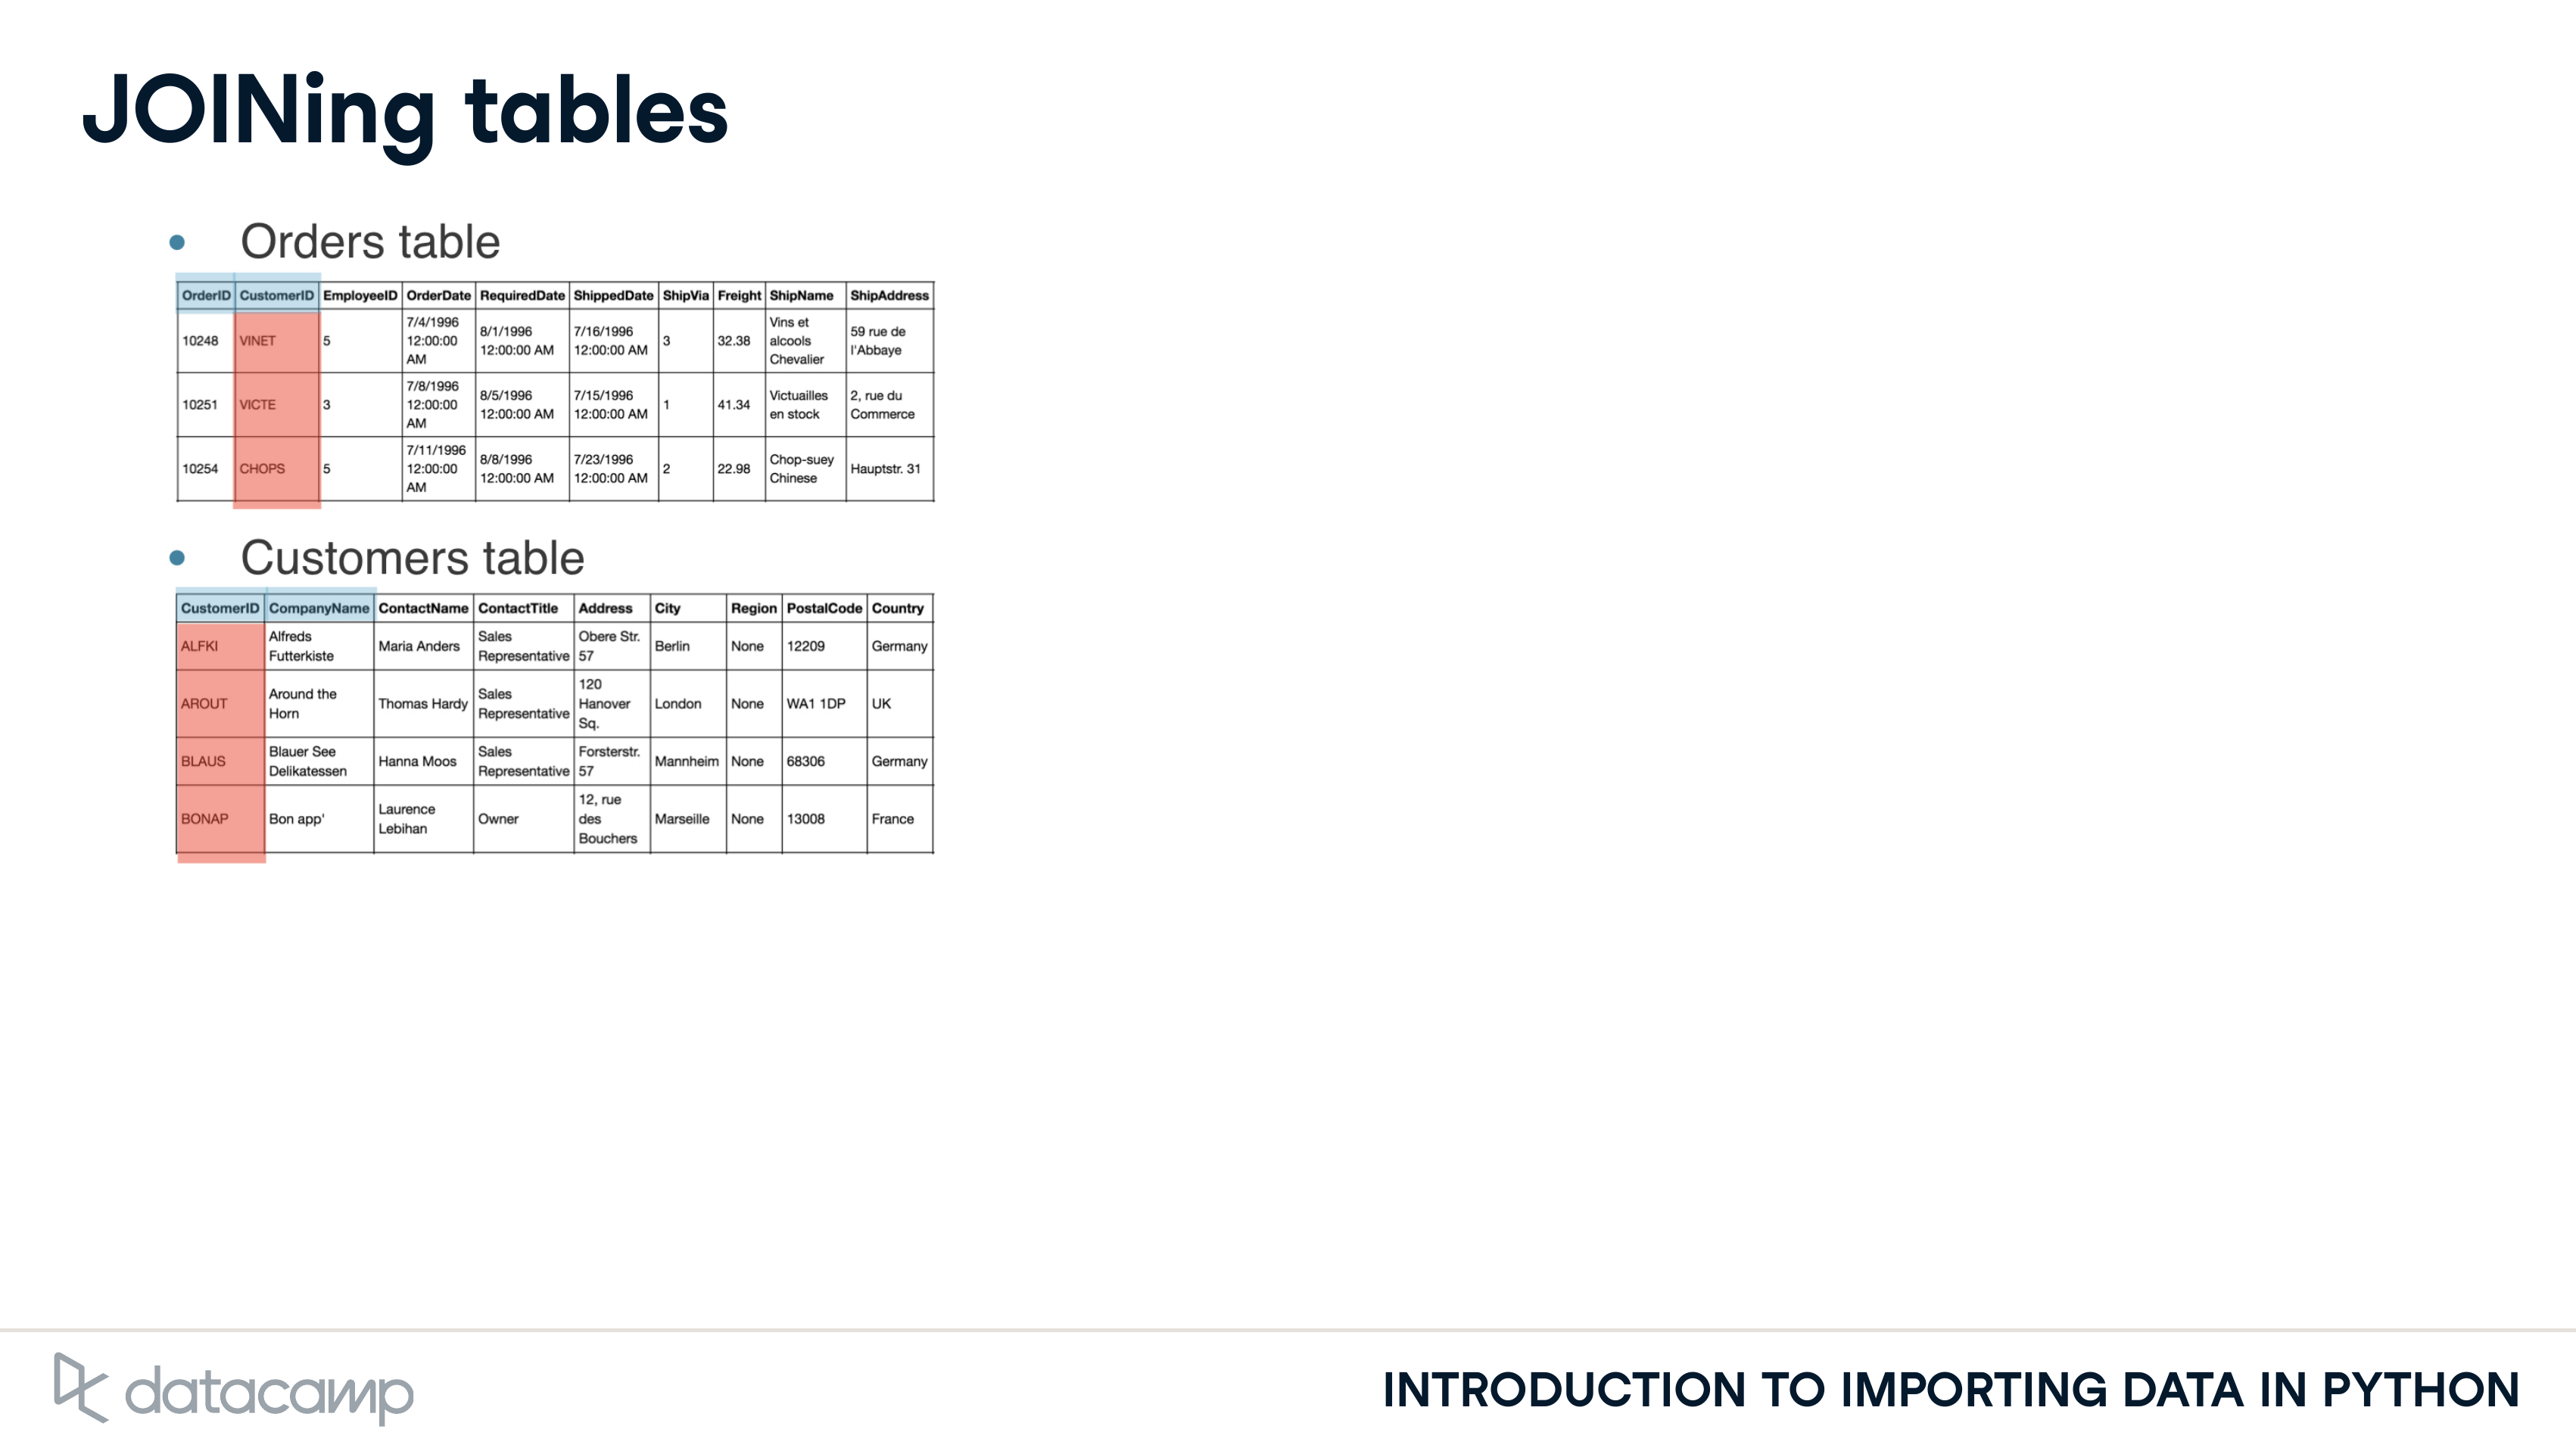 JOINing tables
• Orders table
OrderID CustomerID EmployeeID OrderDate RequiredDate ShippedDate ShipVia Freight ShipName ShipAddress
10248 VINET 5 7/4/1996 12:00:00 AM 8/1/1996 12:00:00 AM 7/16/1996 12:00:00 AM 3 32.38 Vins et alcools Chevalier 59 rue de l'Abbaye
10251 VICTE 3 7/8/1996 12:00:00 AM 8/5/1996 12:00:00 AM 7/15/1996 12:00:00 AM 1 41.34 Victuailles en stock 2, rue du Commerce
10254 CHOPS 5 7/11/1996 12:00:00 AM 8/8/1996 12:00:00 AM 7/23/1996 12:00:00 AM 2 22.98 Chop-suey Chinese Hauptstr. 31
• Customers table
CustomerID CompanyName ContactName ContactTitle Address City Region PostalCode Country
ALFKI Alfreds Futterkiste Maria Anders Sales Representative Obere Str. 57 Berlin None 12209 Germany
AROUT Around the Horn Thomas Hardy Sales Representative 120 Hanover Sq. London None WA1 1DP UK
BLAUS Blauer See Delikatessen Hanna Moos Sales Representative Forsterstr. 57 Mannheim None 68306 Germany
BONAP Bon app' Laurence Lebihan Owner 12, rue des Bouchers Marseille None 13008 France
datacamp
INTRODUCTION TO IMPORTING DATA IN PYTHON